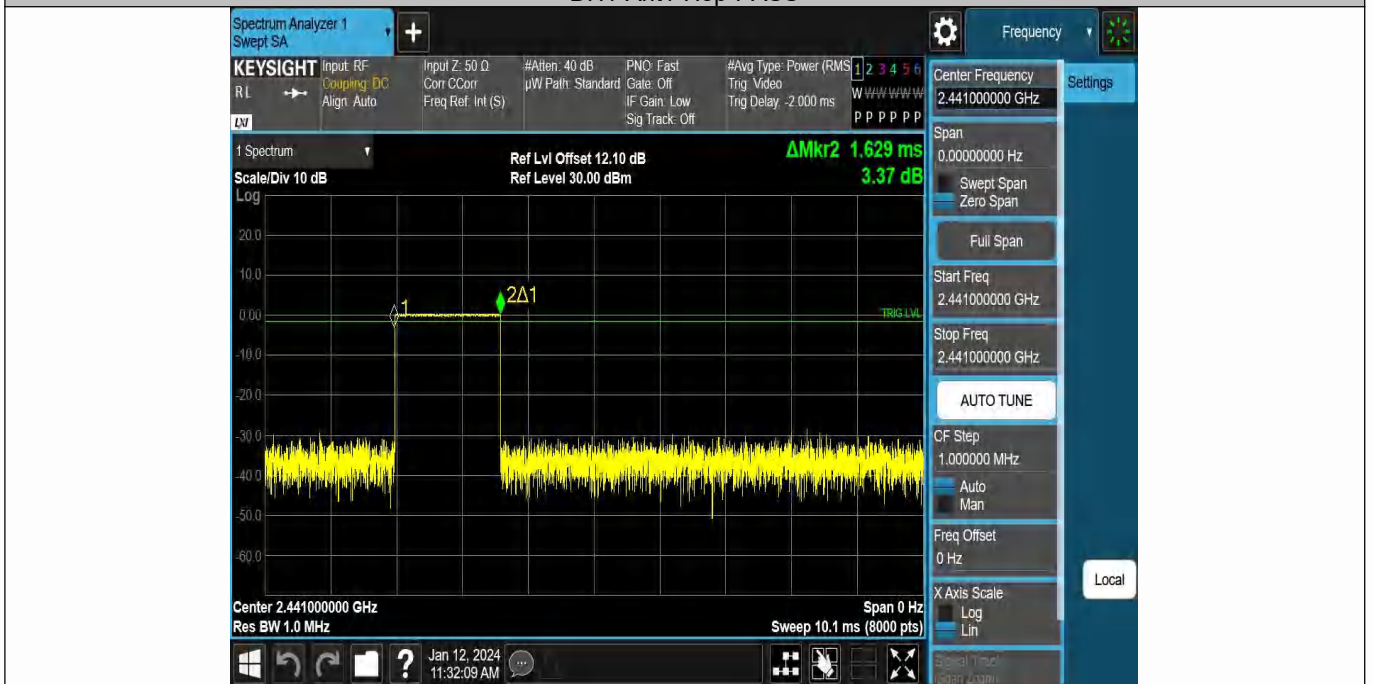 Spectrum Analyzer 1
Swept SA
+
Frequency
KEYSIGHT
RL
LXI
Input: RF
Coupling: DC
Align: Auto
Input Z: 50 Ω
Corr CCorr
Freq Ref: Int (S)
#Atten: 40 dB
µW Path: Standard
PNO: Fast
Gate: Off
IF Gain: Low
Sig Track: Off
#Avg Type: Power (RMS
Trig: Video
Trig Delay: -2.000 ms
1 2 3 4 5 6
W W W W W W
P P P P P P
Center Frequency
2.441000000 GHz
Settings
Span
0.00000000 Hz
Swept Span
Zero Span
Full Span
Start Freq
2.441000000 GHz
Stop Freq
2.441000000 GHz
AUTO TUNE
CF Step
1.000000 MHz
Auto
Man
Freq Offset
0 Hz
X Axis Scale
Log
Lin
Local
1 Spectrum
Scale/Div 10 dB
Ref Lvl Offset 12.10 dB
Ref Level 30.00 dBm
ΔMkr2 1.629 ms
3.37 dB
Log
20.0
10.0
0.00
-10.0
-20.0
-30.0
-40.0
-50.0
-60.0
1
2Δ1
TRIG LVL
Center 2.441000000 GHz
Res BW 1.0 MHz
Span 0 Hz
Sweep 10.1 ms (8000 pts)
?
Jan 12, 2024
11:32:09 AM